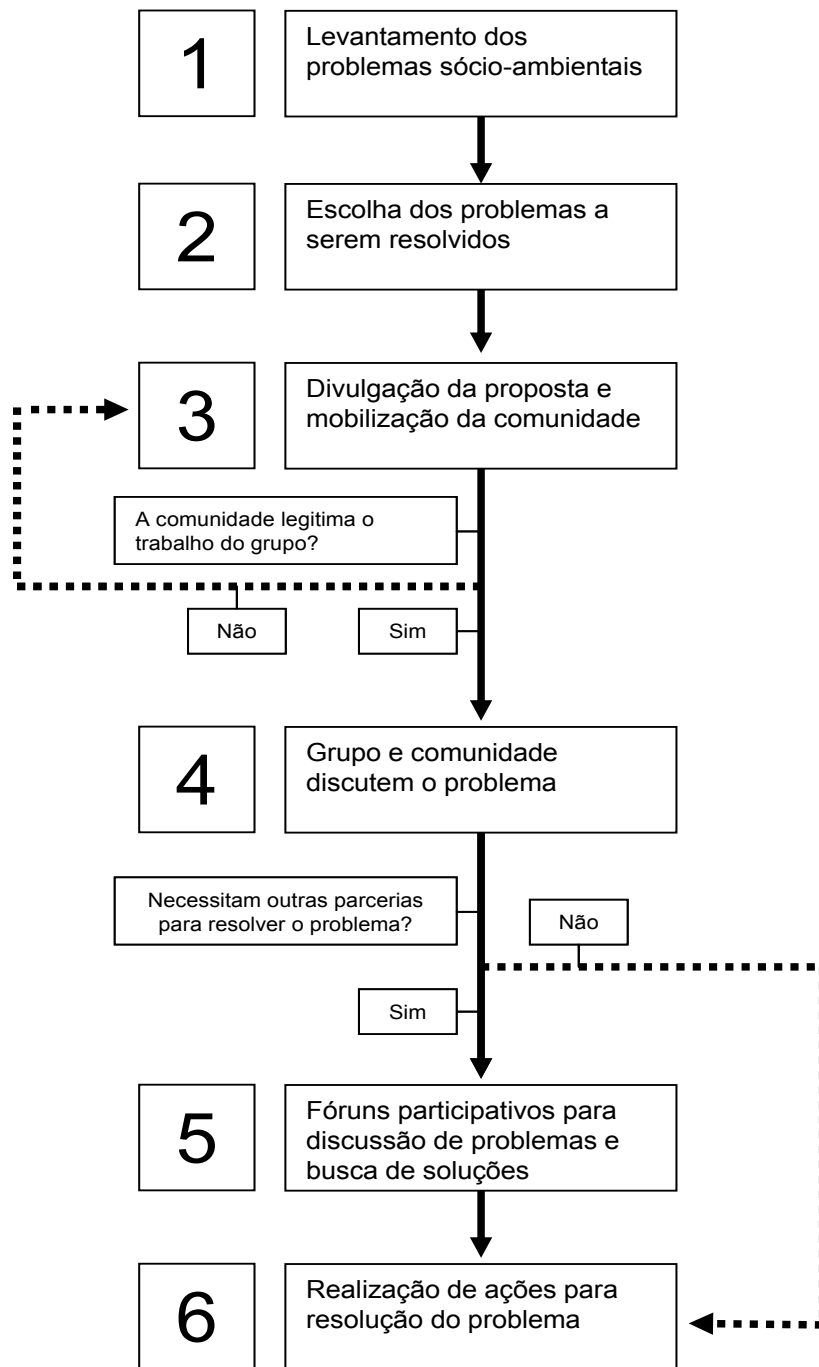 1
Levantamento dos
problemas sócio-ambientais
2
Escolha dos problemas a
serem resolvidos
3
Divulgação da proposta e
mobilização da comunidade
A comunidade legitima o
trabalho do grupo?
Não
Sim
4
Grupo e comunidade
discutem o problema
Necessitam outras parcerias
para resolver o problema?
Não
Sim
5
Fóruns participativos para
discussão de problemas e
busca de soluções
6
Realização de ações para
resolução do problema